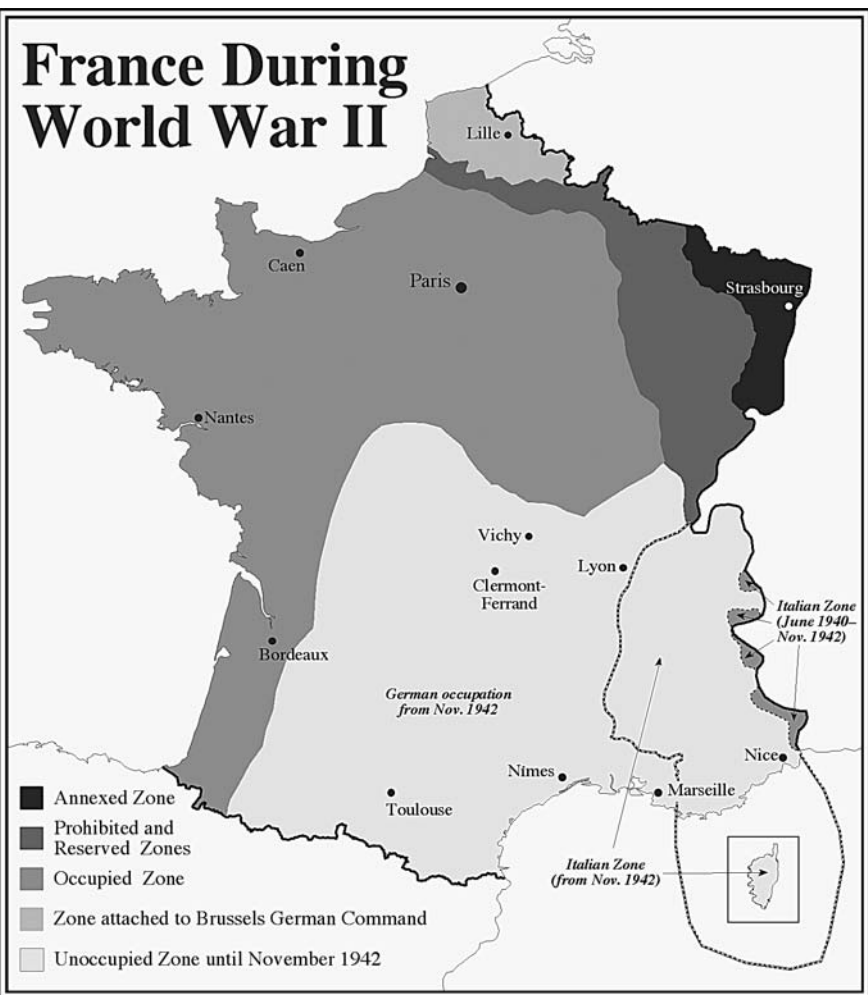 France During
World War II
Lille
Caen
Paris
Strasbourg
Nantes
Vichy
Lyon
Clermont-
Ferrand
Italian Zone
(June 1940–
Nov. 1942)
Bordeaux
German occupation
from Nov. 1942
Nice
Nîmes
Marseille
Toulouse
Italian Zone
(from Nov. 1942)
Annexed Zone
Prohibited and
Reserved Zones
Occupied Zone
Zone attached to Brussels German Command
Unoccupied Zone until November 1942